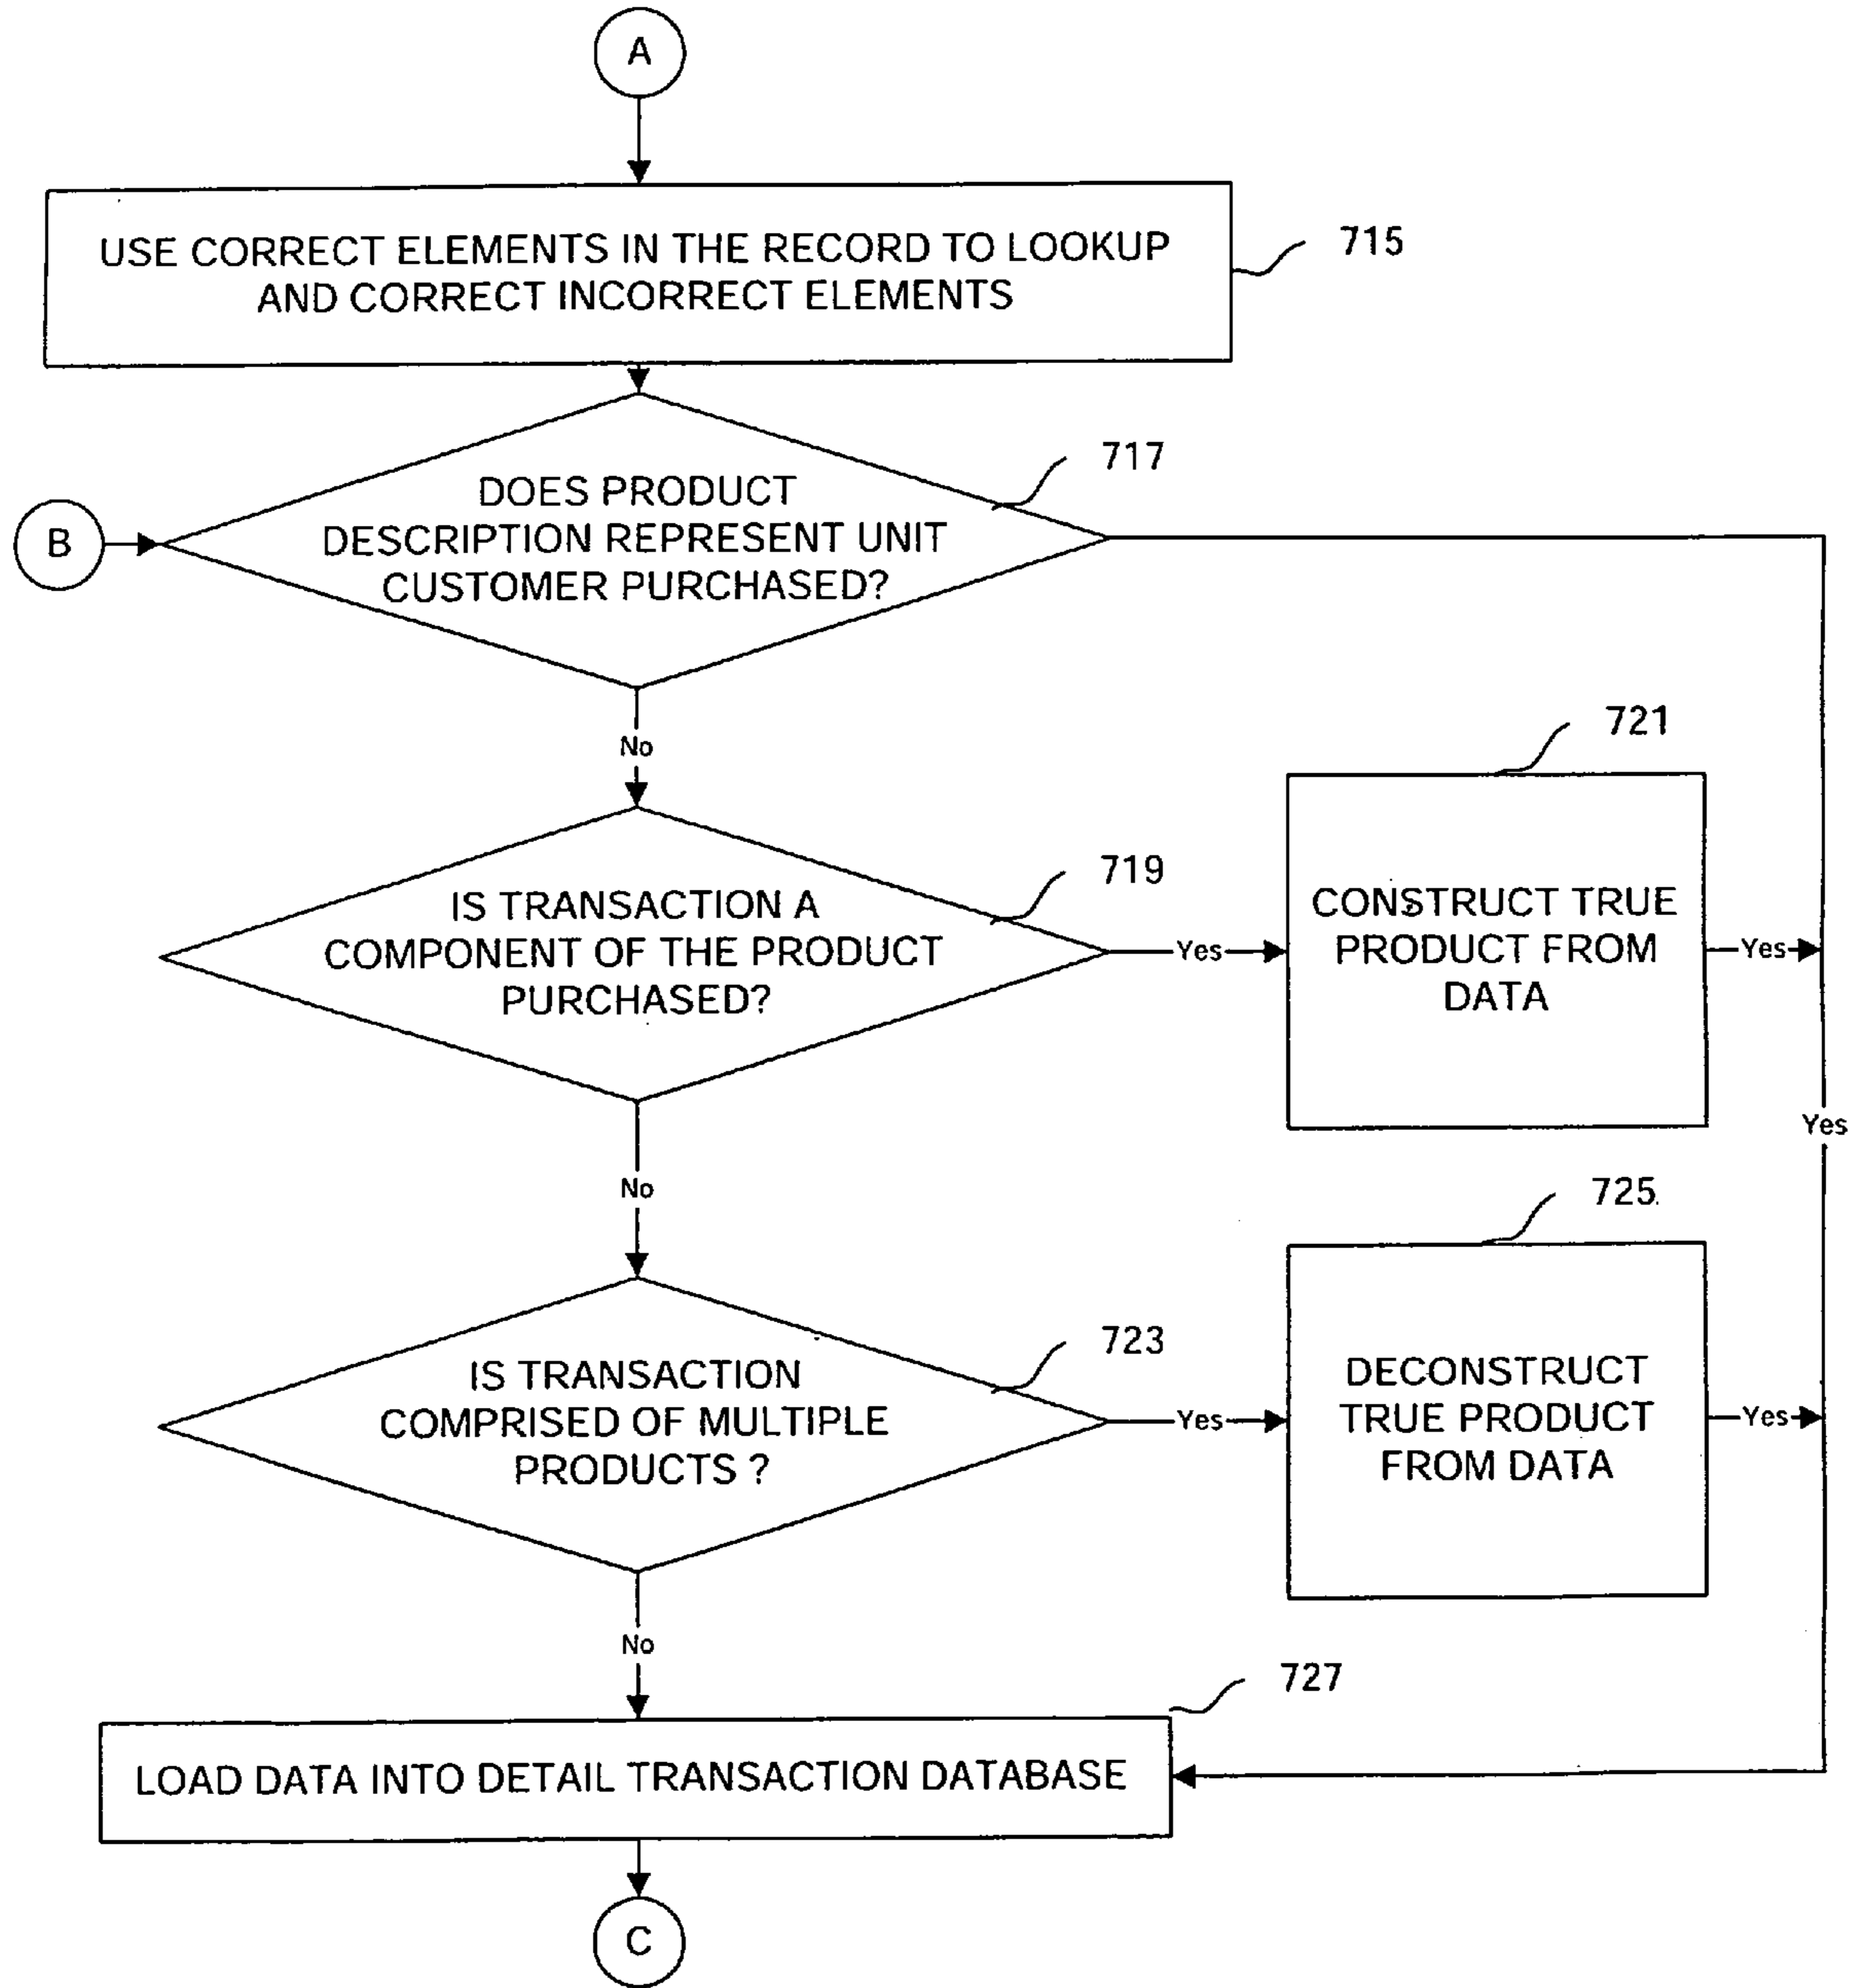 A
USE CORRECT ELEMENTS IN THE RECORD TO LOOKUP
AND CORRECT INCORRECT ELEMENTS
715
717
DOES PRODUCT
DESCRIPTION REPRESENT UNIT
CUSTOMER PURCHASED?
B
No
721
719
IS TRANSACTION A
COMPONENT OF THE PRODUCT
PURCHASED?
Yes
CONSTRUCT TRUE
PRODUCT FROM
DATA
Yes
Yes
No
725
723
IS TRANSACTION
COMPRISED OF MULTIPLE
PRODUCTS ?
Yes
DECONSTRUCT
TRUE PRODUCT
FROM DATA
Yes
No
727
LOAD DATA INTO DETAIL TRANSACTION DATABASE
C